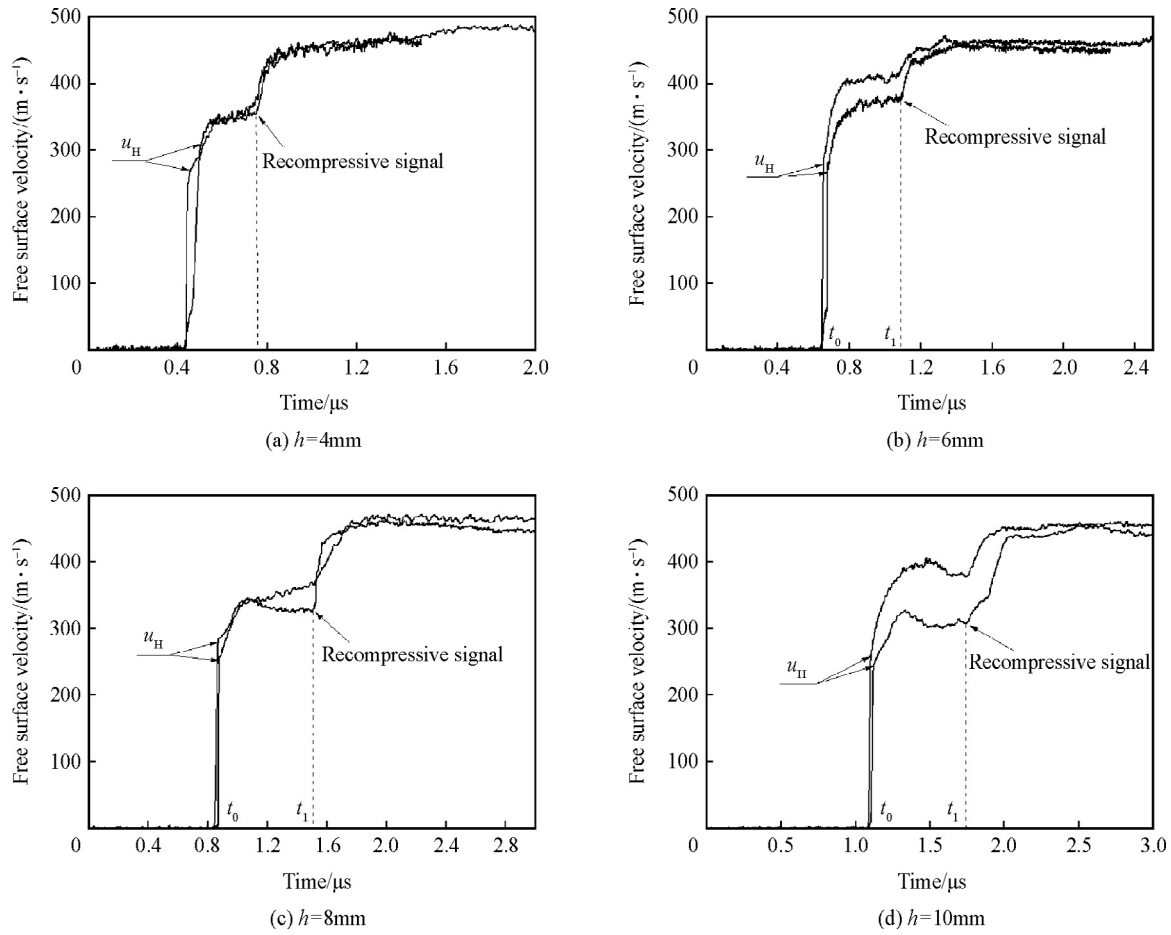 500
400
300
200
100
0
Free surface velocity/(m · s⁻¹)
u_H
Recompressive signal
0.4 0.8 1.2 1.6 2.0
Time/μs
(a) h=4mm
500
400
300
200
100
0
Free surface velocity/(m · s⁻¹)
u_H
Recompressive signal
t_0 t_1
0.4 0.8 1.2 1.6 2.0 2.4
Time/μs
(b) h=6mm
500
400
300
200
100
0
Free surface velocity/(m · s⁻¹)
u_H
Recompressive signal
t_0 t_1
0.4 0.8 1.2 1.6 2.0 2.4
Time/μs
(c) h=8mm
500
400
300
200
100
0
Free surface velocity/(m · s⁻¹)
u_H
Recompressive signal
t_0 t_1
0.5 1.0 1.5 2.0 2.5 3.0
Time/μs
(d) h=10mm